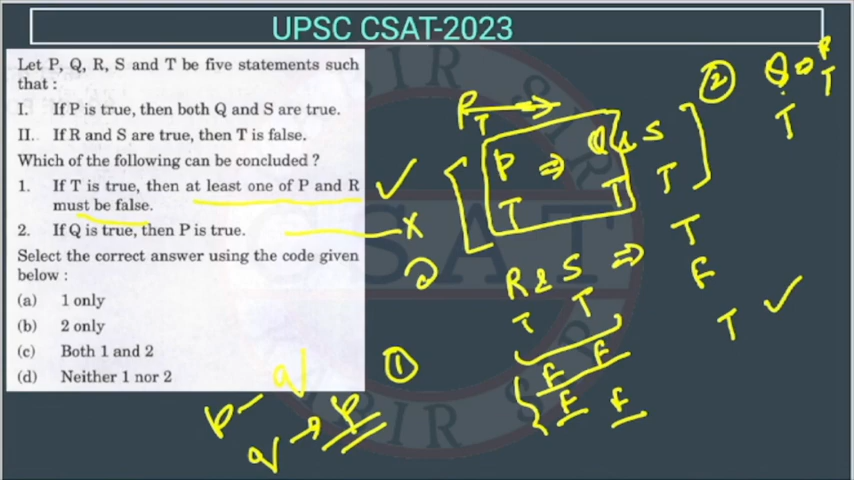 UPSC CSAT-2023
Let P, Q, R, S and T be five statements such
that :
I. If P is true, then both Q and S are true.
II. If R and S are true, then T is false.
Which of the following can be concluded ?
1. If T is true, then at least one of P and R
must be false.
2. If Q is true, then P is true.
Select the correct answer using the code given
below :
(a) 1 only
(b) 2 only
(c) Both 1 and 2
(d) Neither 1 nor 2
② Q ⇒ P
T T
R ⇒
T
P ⇒ Q & S
T T T
R & S ⇒ T
T T F
T ✓
F F
F F
✓
X
①
CSAT